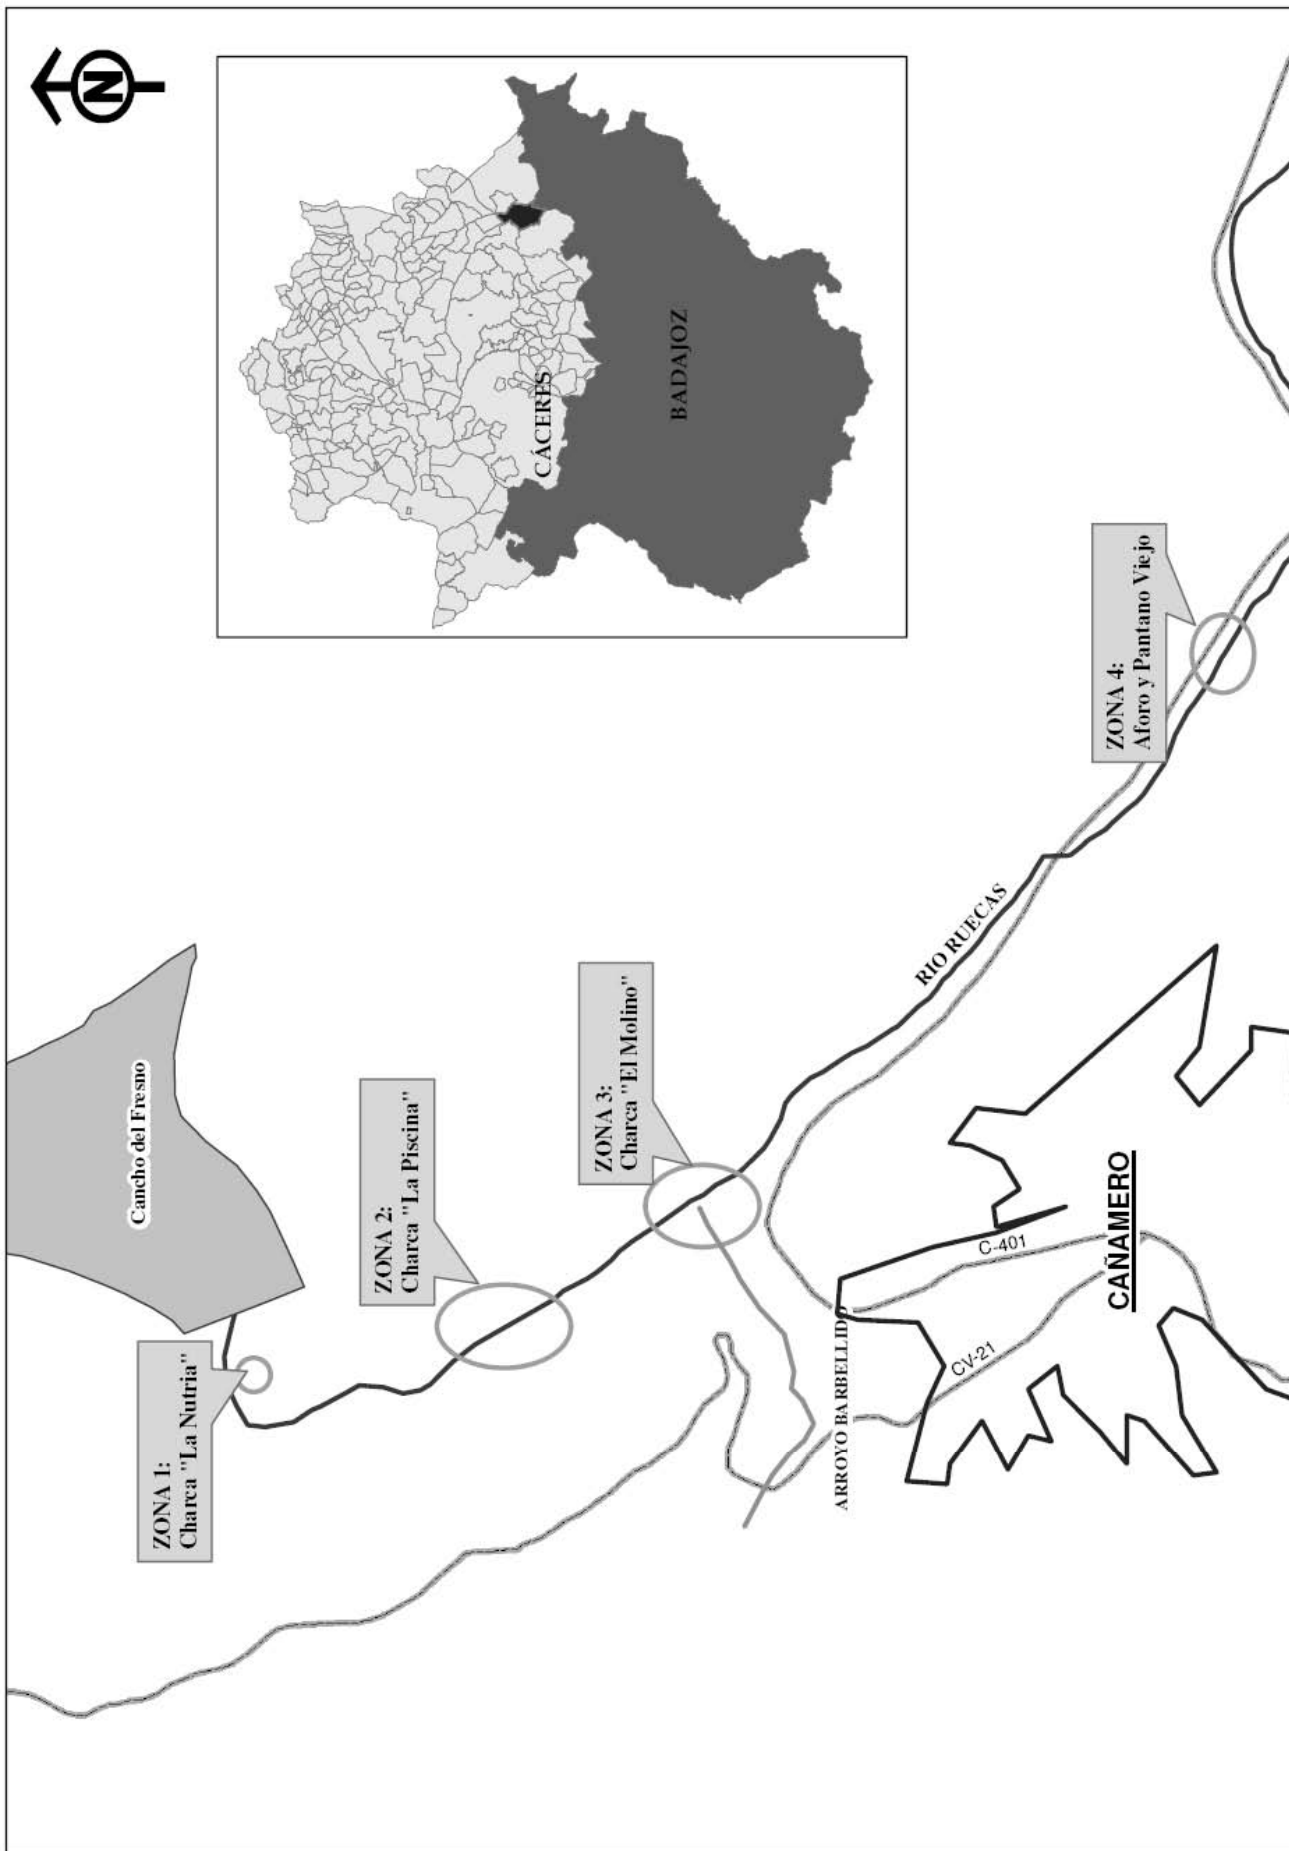 N
CÁCERES
BADAJOZ
Cancho del Fresno
ZONA 1:
Charca "La Nutria"
ZONA 2:
Charca "La Piscina"
ZONA 3:
Charca "El Molino"
ZONA 4:
Aforo y Pantano Viejo
RIO RUECAS
ARROYO BARBELLIDO
C-401
CV-21
CAÑAMERO